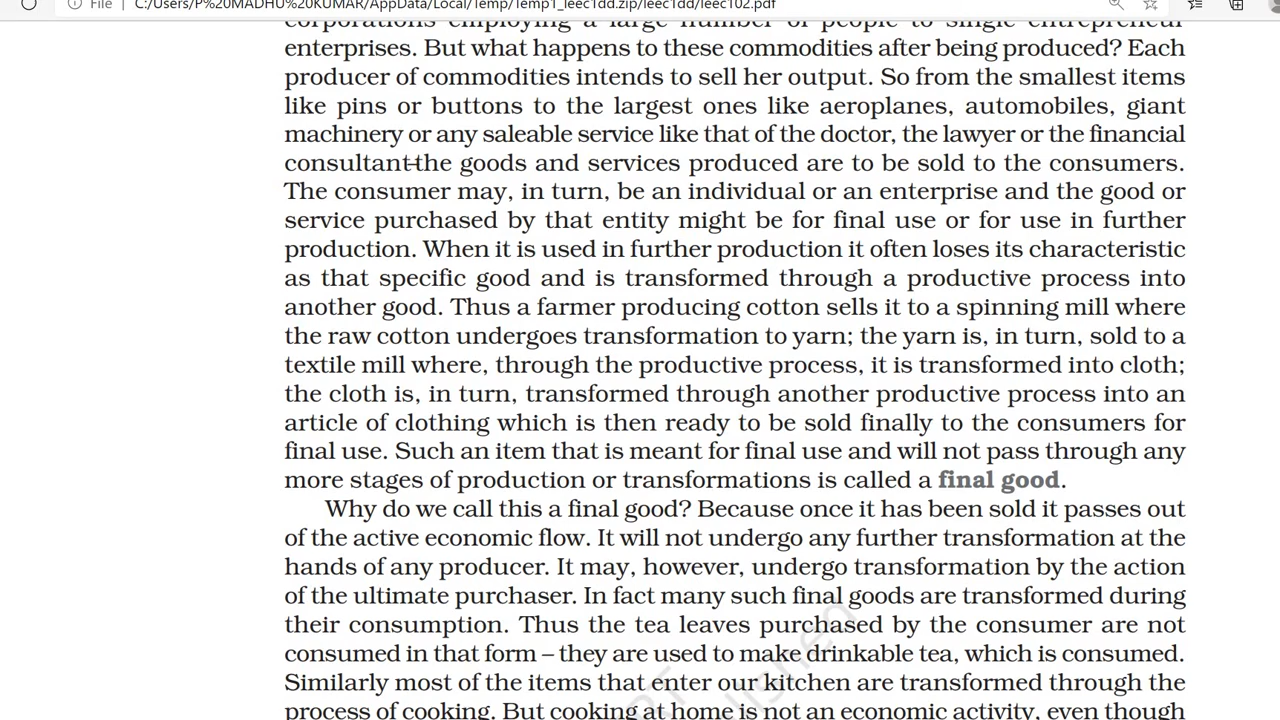 File | C:/Users/P%20MADHU%20KUMAR/AppData/Local/Temp/Temp1_leec1dd.zip/leec1dd/leec102.pdf
corporations employing a large number of people to single entrepreneur
enterprises. But what happens to these commodities after being produced? Each
producer of commodities intends to sell her output. So from the smallest items
like pins or buttons to the largest ones like aeroplanes, automobiles, giant
machinery or any saleable service like that of the doctor, the lawyer or the financial
consultant–the goods and services produced are to be sold to the consumers.
The consumer may, in turn, be an individual or an enterprise and the good or
service purchased by that entity might be for final use or for use in further
production. When it is used in further production it often loses its characteristic
as that specific good and is transformed through a productive process into
another good. Thus a farmer producing cotton sells it to a spinning mill where
the raw cotton undergoes transformation to yarn; the yarn is, in turn, sold to a
textile mill where, through the productive process, it is transformed into cloth;
the cloth is, in turn, transformed through another productive process into an
article of clothing which is then ready to be sold finally to the consumers for
final use. Such an item that is meant for final use and will not pass through any
more stages of production or transformations is called a final good.
Why do we call this a final good? Because once it has been sold it passes out
of the active economic flow. It will not undergo any further transformation at the
hands of any producer. It may, however, undergo transformation by the action
of the ultimate purchaser. In fact many such final goods are transformed during
their consumption. Thus the tea leaves purchased by the consumer are not
consumed in that form – they are used to make drinkable tea, which is consumed.
Similarly most of the items that enter our kitchen are transformed through the
process of cooking. But cooking at home is not an economic activity, even though